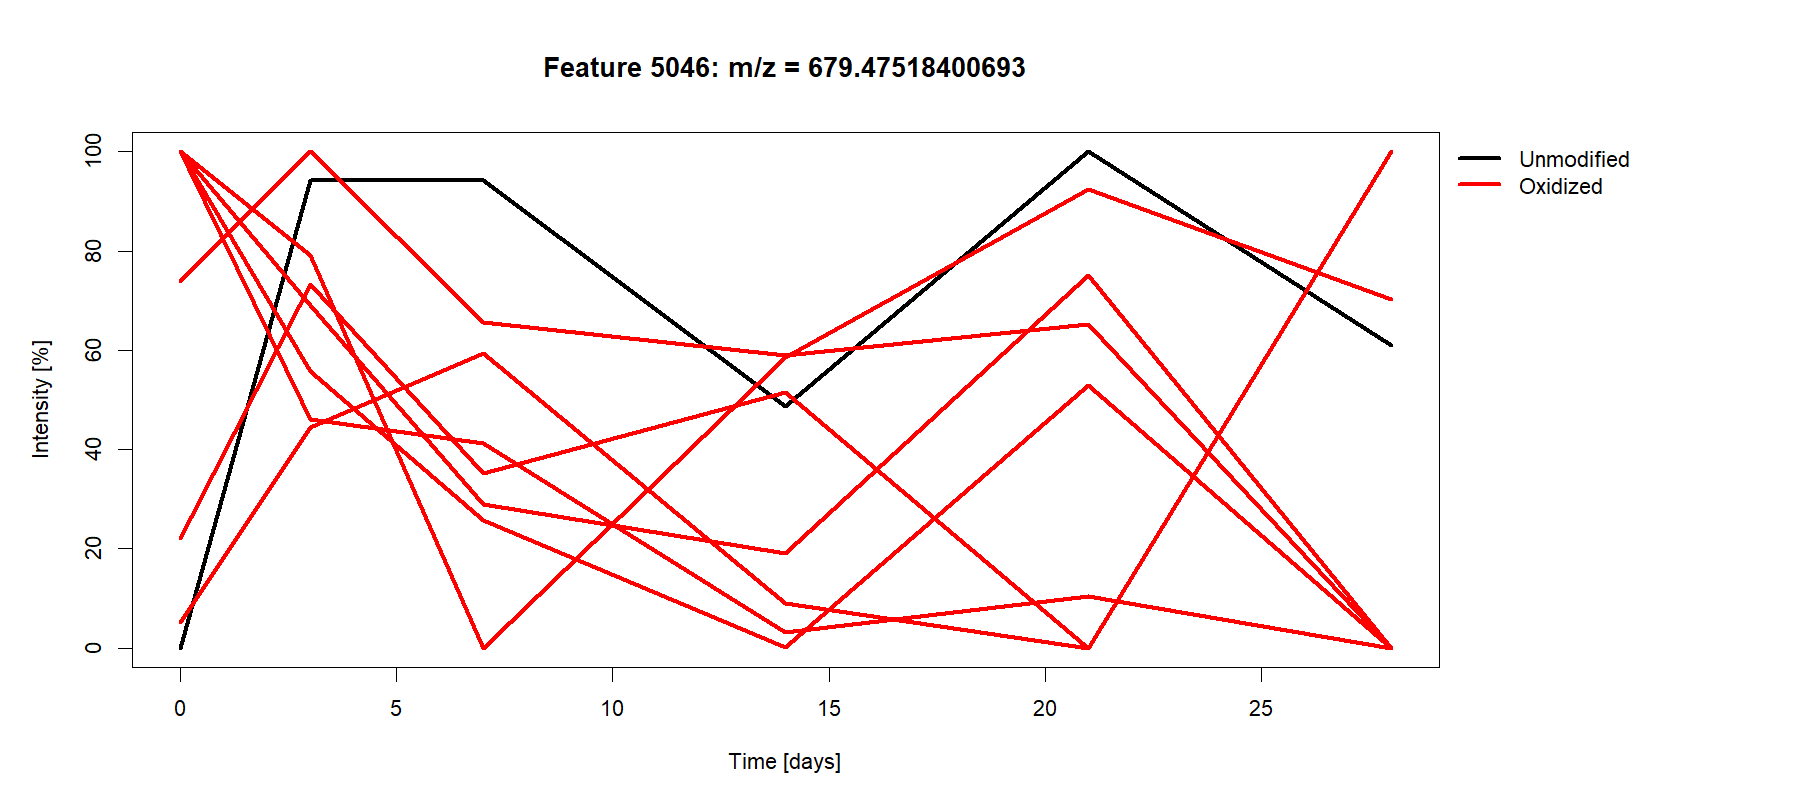 Feature 5046: m/z = 679.47518400693
Unmodified
Oxidized
Intensity [%]
100
80
60
40
20
0
0 5 10 15 20 25
Time [days]